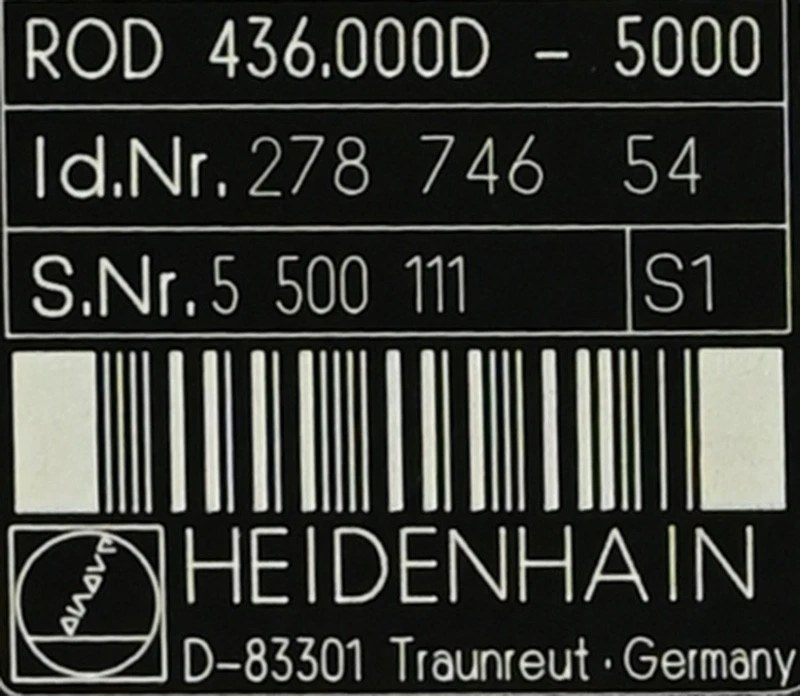 ROD 436.000D - 5000
Id.Nr. 278 746 54
S.Nr. 5 500 111 S1
HEIDENHAIN
D-83301 Traunreut · Germany